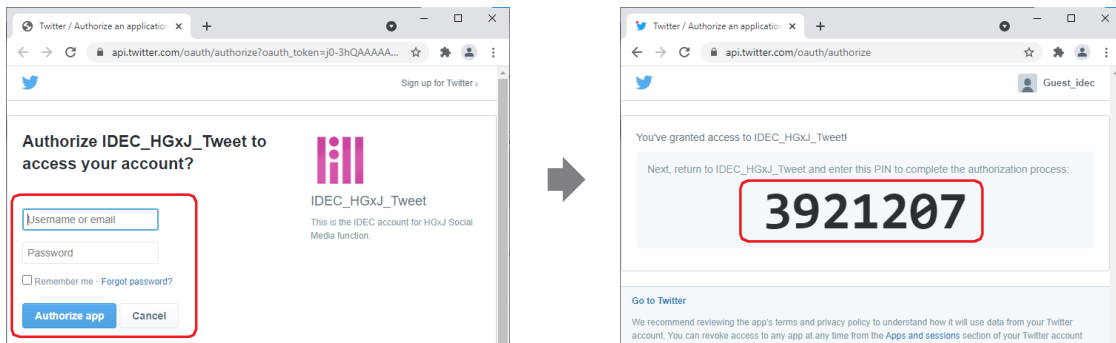 Twitter / Authorize an application
api.twitter.com/oauth/authorize?oauth_token=j0-3hQAAAAA...
Sign up for Twitter ›
Authorize IDEC_HGxJ_Tweet to
access your account?
Username or email
Password
Remember me · Forgot password?
Authorize app
Cancel
IDEC_HGxJ_Tweet
This is the IDEC account for HGxJ Social
Media function.
Twitter / Authorize an application
api.twitter.com/oauth/authorize
Guest_idec
You've granted access to IDEC_HGxJ_Tweet!
Next, return to IDEC_HGxJ_Tweet and enter this PIN to complete the authorization process:
3921207
Go to Twitter
We recommend reviewing the app's terms and privacy policy to understand how it will use data from your Twitter
account. You can revoke access to any app at any time from the Apps and sessions section of your Twitter account